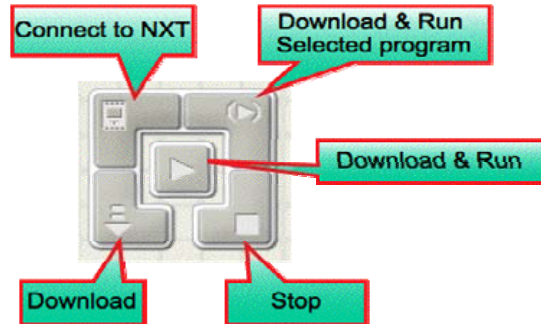 Connect to NXT
Download & Run
Selected program
Download & Run
Download
Stop